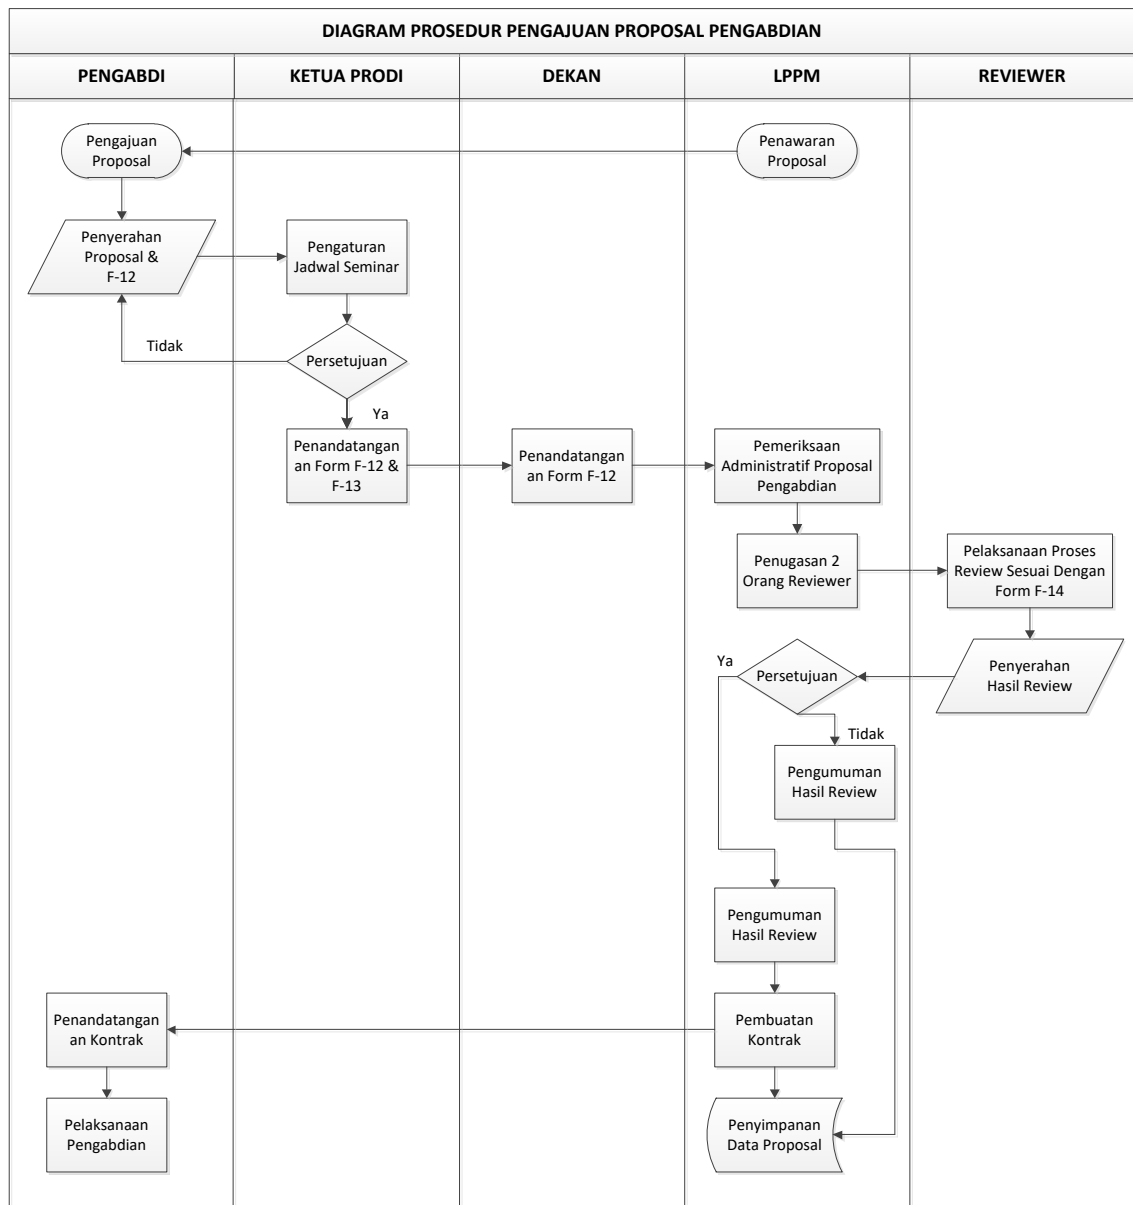 DIAGRAM PROSEDUR PENGAJUAN PROPOSAL PENGABDIAN
PENGABDI
KETUA PRODI
DEKAN
LPPM
REVIEWER
Pengajuan
Proposal
Penawaran
Proposal
Penyerahan
Proposal &
F-12
Pengaturan
Jadwal Seminar
Tidak
Persetujuan
Ya
Penandatangan
an Form F-12 &
F-13
Penandatangan
an Form F-12
Pemeriksaan
Administratif Proposal
Pengabdian
Penugasan 2
Orang Reviewer
Pelaksanaan Proses
Review Sesuai Dengan
Form F-14
Penyerahan
Hasil Review
Ya
Persetujuan
Tidak
Pengumuman
Hasil Review
Pengumuman
Hasil Review
Penandatangan
an Kontrak
Pembuatan
Kontrak
Pelaksanaan
Pengabdian
Penyimpanan
Data Proposal